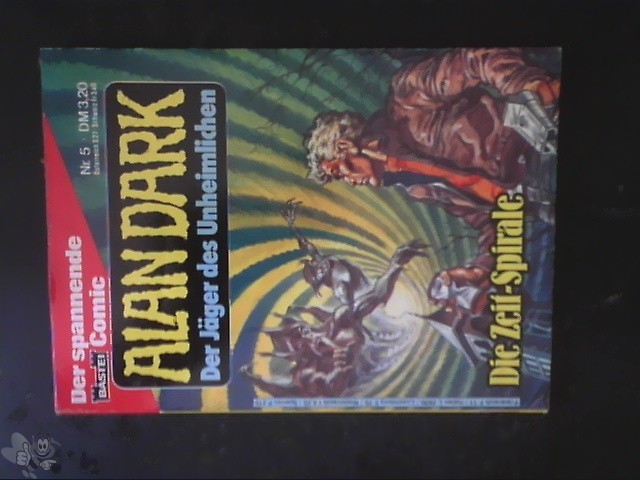 Der spannende
Comic
BASTEI
Nr. 5 DM 3,20
ALAN DARK
Der Jäger des Unheimlichen
Die Zeit-Spirale